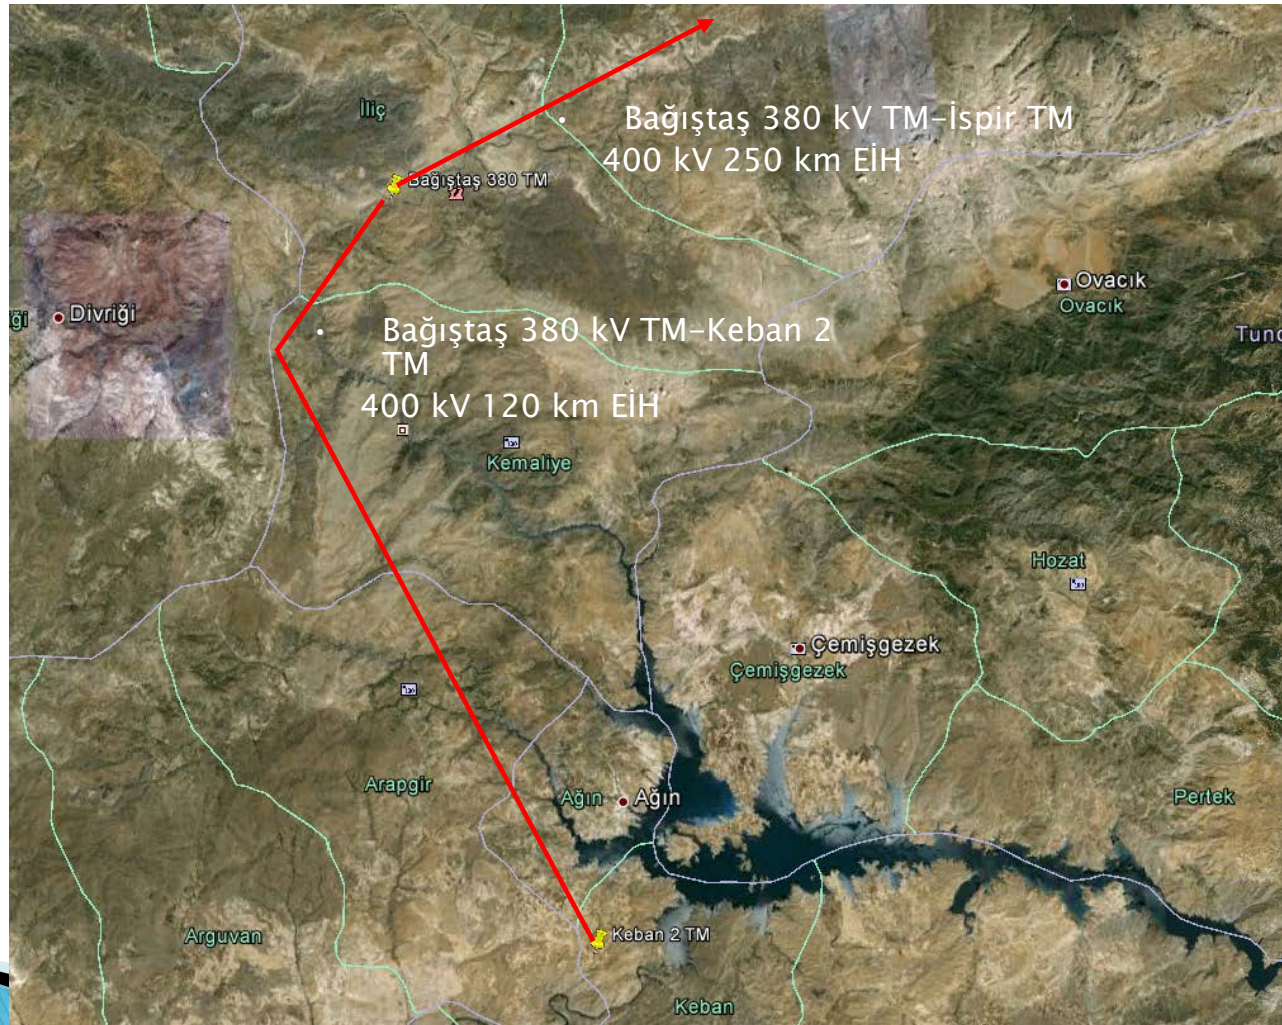 İliç
• Bağıştaş 380 kV TM-İspir TM
400 kV 250 km EİH
Bağıştaş 380 TM
Ovacık
Ovacık
ği
Divriği
Tunc
• Bağıştaş 380 kV TM-Keban 2
TM
400 kV 120 km EİH
Kemaliye
Hozat
Çemişgezek
Çemişgezek
Arapgir
Ağın
Ağın
Pertek
Arguvan
Keban 2 TM
Keban